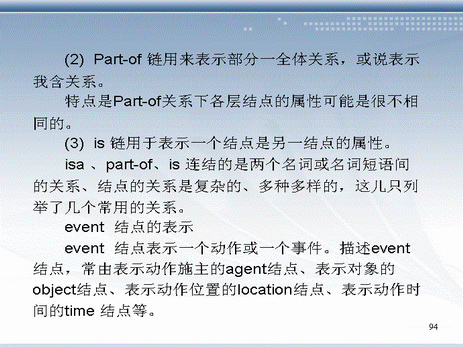 (2) Part-of 链用来表示部分一全体关系，或说表示
我含关系。
特点是Part-of关系下各层结点的属性可能是很不相
同的。
(3) is 链用于表示一个结点是另一结点的属性。
isa 、part-of、is 连结的是两个名词或名词短语间
的关系、结点的关系是复杂的、多种多样的，这儿只列
举了几个常用的关系。
event 结点的表示
event 结点表示一个动作或一个事件。描述event
结点，常由表示动作施主的agent结点、表示对象的
object结点、表示动作位置的location结点、表示动作时
间的time 结点等。
94